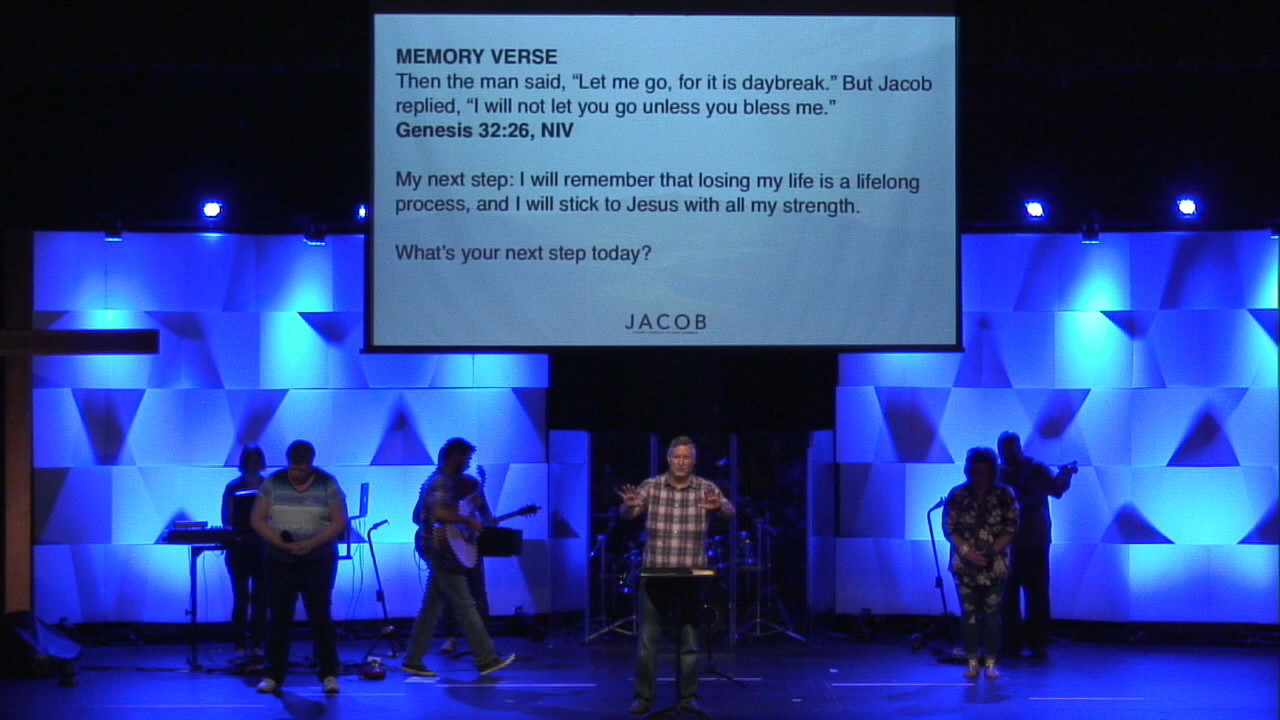 MEMORY VERSE
Then the man said, “Let me go, for it is daybreak.” But Jacob
replied, “I will not let you go unless you bless me.”
Genesis 32:26, NIV
My next step: I will remember that losing my life is a lifelong
process, and I will stick to Jesus with all my strength.
What’s your next step today?
JACOB